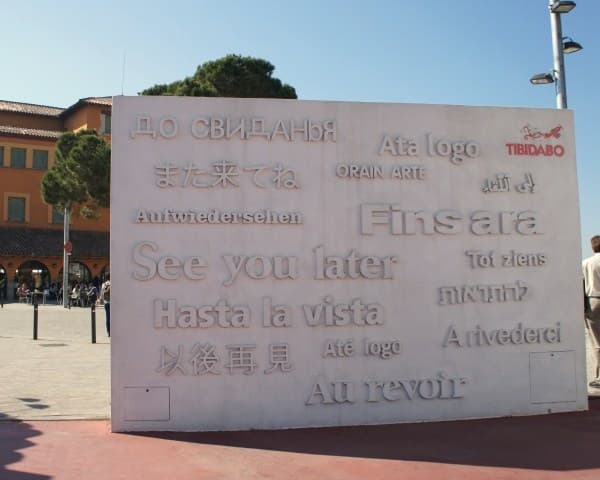 ДО СВИДАНЬЯ
Ata logo
TIBIDABO
また来てね
ORAIN ARTE
Aufwiedersehen
Fins ara
See you later
Tot ziens
להתראות
Hasta la vista
Arivederci
以後再見
Até logo
Au revoir